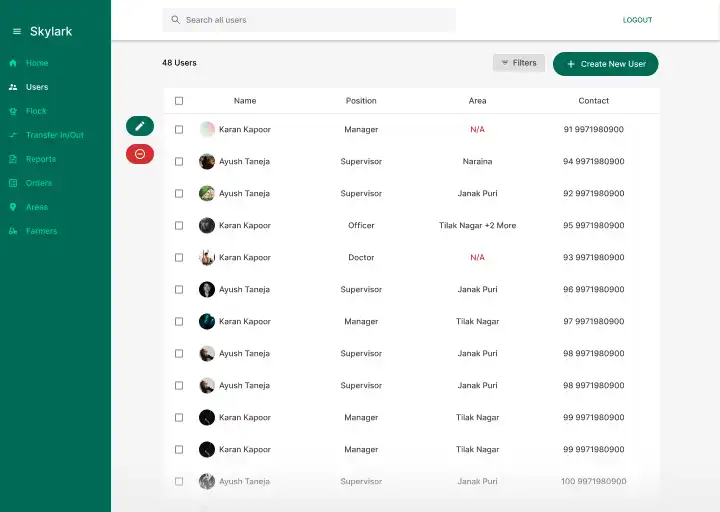 Skylark
Search all users
LOGOUT
Home
Users
Flock
Transfer In/Out
Reports
Orders
Areas
Farmers
48 Users
Filters
Create New User
Name Position Area Contact
Karan Kapoor Manager N/A 91 9971980900
Ayush Taneja Supervisor Naraina 94 9971980900
Ayush Taneja Supervisor Janak Puri 92 9971980900
Karan Kapoor Officer Tilak Nagar +2 More 95 9971980900
Karan Kapoor Doctor N/A 93 9971980900
Ayush Taneja Supervisor Janak Puri 96 9971980900
Karan Kapoor Manager Tilak Nagar 97 9971980900
Ayush Taneja Supervisor Janak Puri 98 9971980900
Ayush Taneja Supervisor Janak Puri 98 9971980900
Karan Kapoor Manager Tilak Nagar 99 9971980900
Karan Kapoor Manager Tilak Nagar 99 9971980900
Ayush Taneja Supervisor Janak Puri 100 9971980900